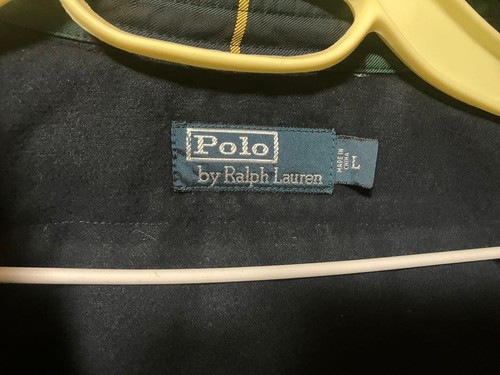 Polo
by Ralph Lauren
MADE IN
CHINA
L